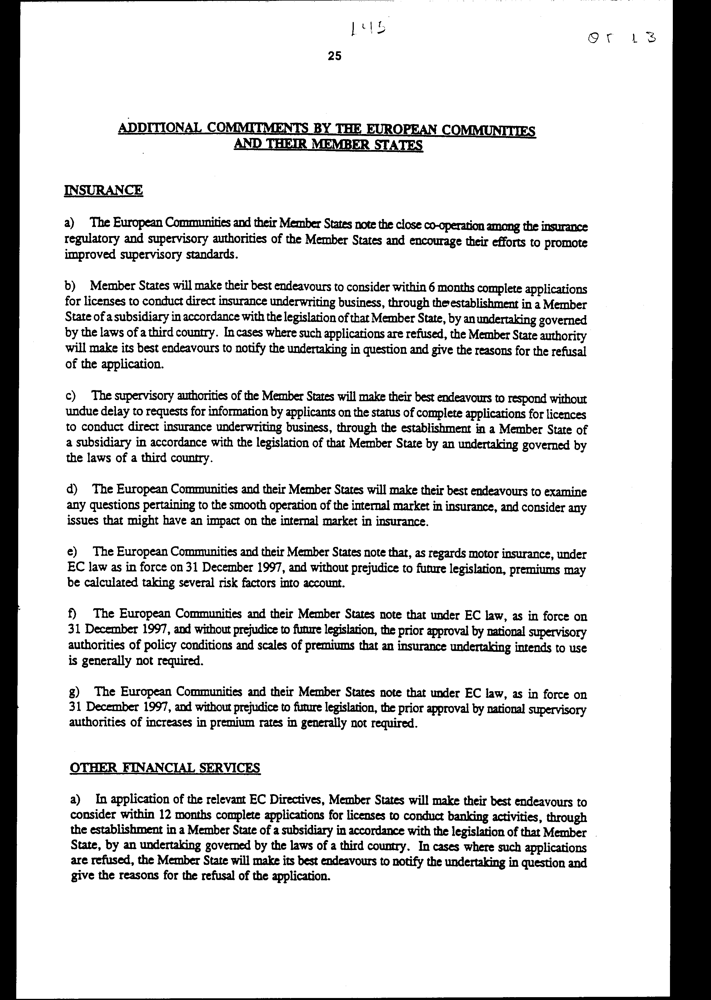 25
ADDITIONAL COMMITMENTS BY THE EUROPEAN COMMUNITIES
AND THEIR MEMBER STATES
INSURANCE
a) The European Communities and their Member States note the close co-operation among the insurance
regulatory and supervisory authorities of the Member States and encourage their efforts to promote
improved supervisory standards.
b) Member States will make their best endeavours to consider within 6 months complete applications
for licenses to conduct direct insurance underwriting business, through the establishment in a Member
State of a subsidiary in accordance with the legislation of that Member State, by an undertaking governed
by the laws of a third country. In cases where such applications are refused, the Member State authority
will make its best endeavours to notify the undertaking in question and give the reasons for the refusal
of the application.
c) The supervisory authorities of the Member States will make their best endeavours to respond without
undue delay to requests for information by applicants on the status of complete applications for licences
to conduct direct insurance underwriting business, through the establishment in a Member State of
a subsidiary in accordance with the legislation of that Member State by an undertaking governed by
the laws of a third country.
d) The European Communities and their Member States will make their best endeavours to examine
any questions pertaining to the smooth operation of the internal market in insurance, and consider any
issues that might have an impact on the internal market in insurance.
e) The European Communities and their Member States note that, as regards motor insurance, under
EC law as in force on 31 December 1997, and without prejudice to future legislation, premiums may
be calculated taking several risk factors into account.
f) The European Communities and their Member States note that under EC law, as in force on
31 December 1997, and without prejudice to future legislation, the prior approval by national supervisory
authorities of policy conditions and scales of premiums that an insurance undertaking intends to use
is generally not required.
g) The European Communities and their Member States note that under EC law, as in force on
31 December 1997, and without prejudice to future legislation, the prior approval by national supervisory
authorities of increases in premium rates in generally not required.
OTHER FINANCIAL SERVICES
a) In application of the relevant EC Directives, Member States will make their best endeavours to
consider within 12 months complete applications for licenses to conduct banking activities, through
the establishment in a Member State of a subsidiary in accordance with the legislation of that Member
State, by an undertaking governed by the laws of a third country. In cases where such applications
are refused, the Member State will make its best endeavours to notify the undertaking in question and
give the reasons for the refusal of the application.